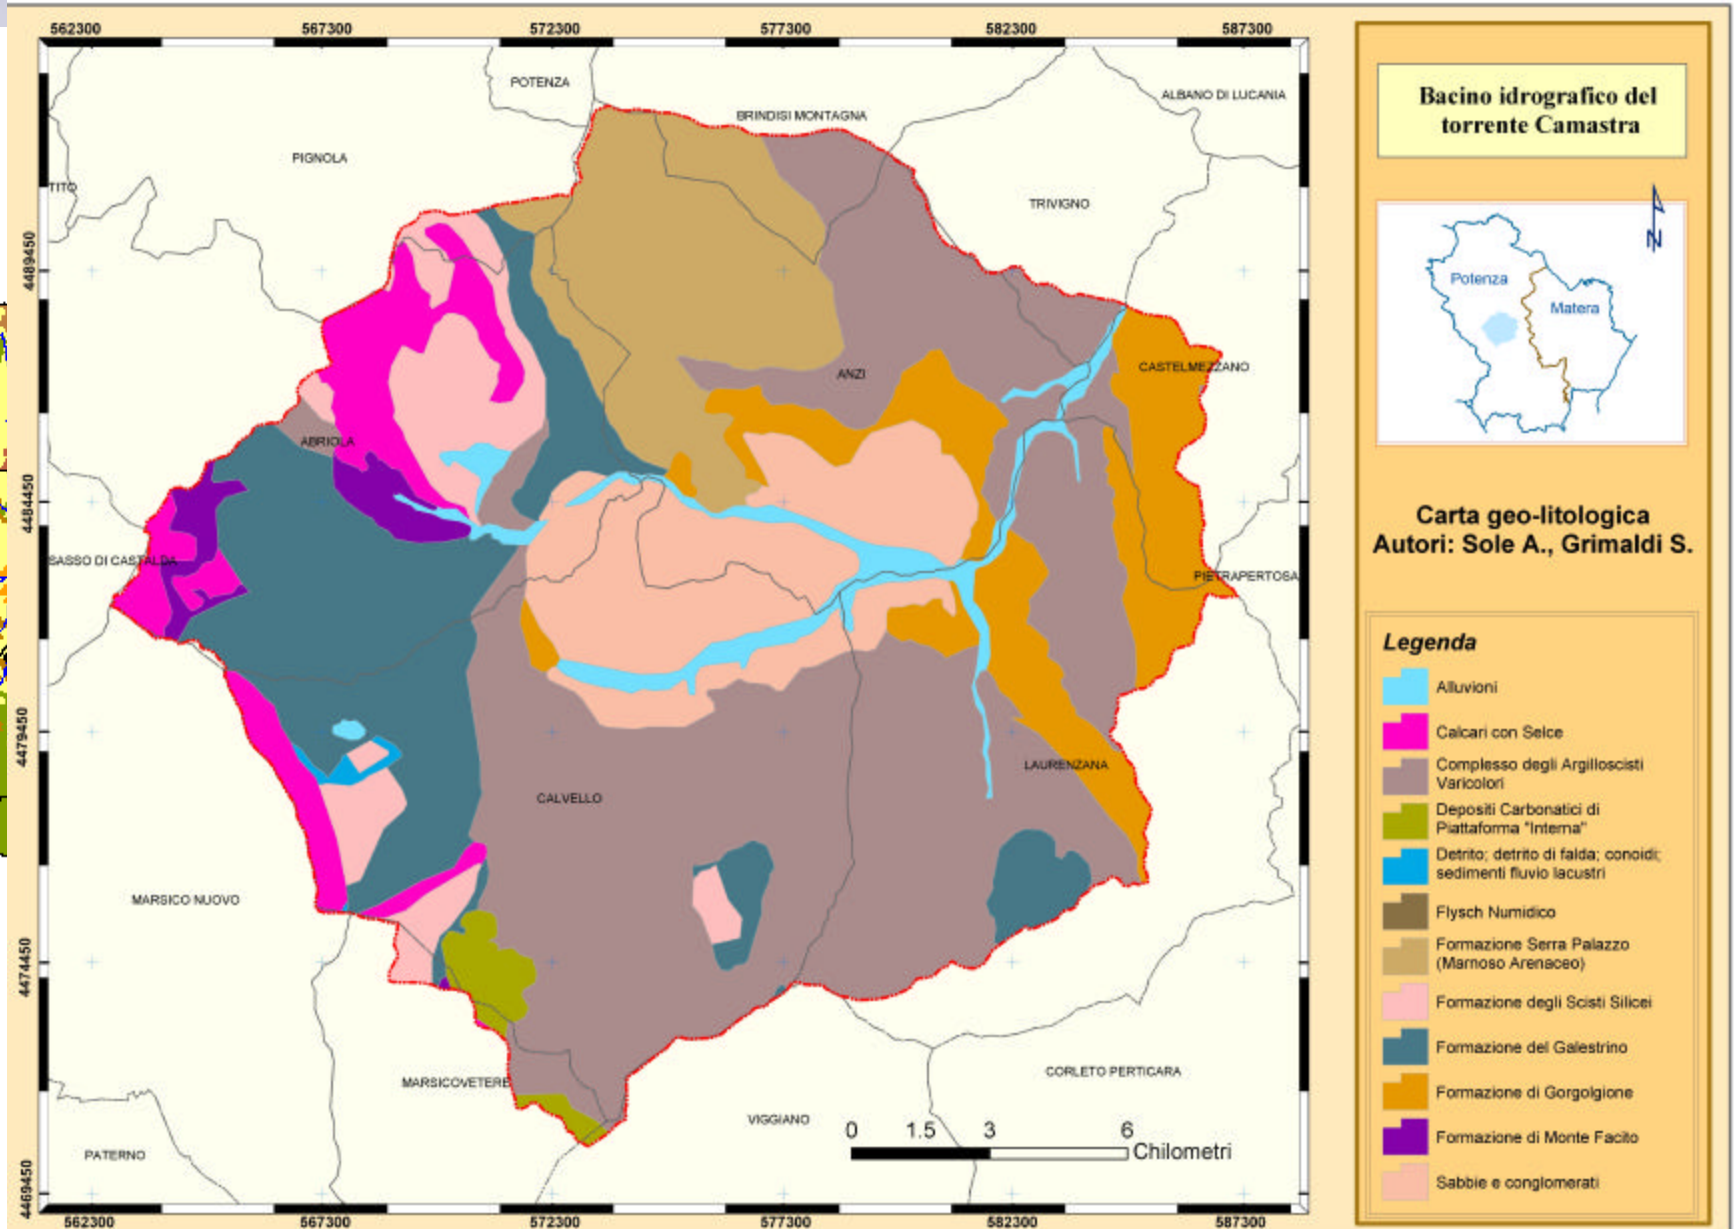 562300 567300 572300 577300 582300 587300
POTENZA
ALBANO DI LUCANIA
BRINDISI MONTAGNA
PIGNOLA
TITO
TRIVIGNO
4489450
CASTELMEZZANO
ANZI
ABRIOLA
4484450
SASSO DI CASTALDA
PIETRAPERTOSA
4479450
LAURENZANA
CALVELLO
MARSICO NUOVO
4474450
MARSICOVETERE
CORLETO PERTICARA
VIGGIANO
PATERNO
4469450
0 1.5 3 6
Chilometri
562300 567300 572300 577300 582300 587300
Bacino idrografico del
torrente Camastra
N
Potenza
Matera
Carta geo-litologica
Autori: Sole A., Grimaldi S.
Legenda
Alluvioni
Calcari con Selce
Complesso degli Argilloscisti
Varicolori
Depositi Carbonatici di
Piattaforma "Interna"
Detrito; detrito di falda; conoidi;
sedimenti fluvio lacustri
Flysch Numidico
Formazione Serra Palazzo
(Marnoso Arenaceo)
Formazione degli Scisti Silicei
Formazione del Galestrino
Formazione di Gorgolgione
Formazione di Monte Facito
Sabbie e conglomerati